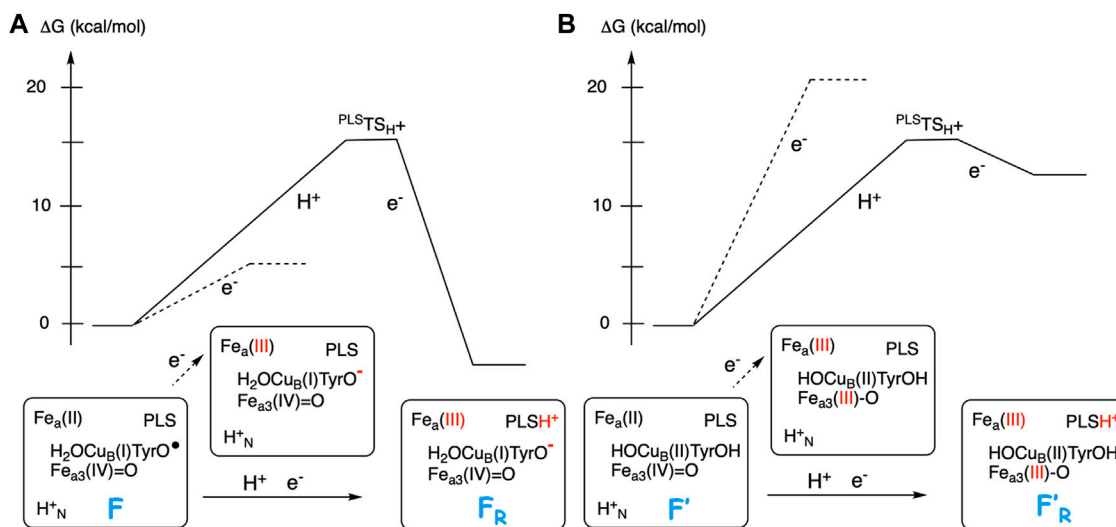 A ΔG (kcal/mol)
20
10
0
PLSTSH+
H+
e-
e-
e-
Fea(III) PLS
H2OCuB(I)TyrO-
Fea3(IV)=O
H+N
Fea(II) PLS
H2OCuB(I)TyrO●
Fea3(IV)=O
H+N F
H+ e-
Fea(III) PLSH+
H2OCuB(I)TyrO-
Fea3(IV)=O
FR
B ΔG (kcal/mol)
20
10
0
e-
PLSTSH+
e-
H+
e-
Fea(III) PLS
HOCuB(II)TyrOH
Fea3(III)-O
H+N
Fea(II) PLS
HOCuB(II)TyrOH
Fea3(IV)=O
H+N F'
H+ e-
Fea(III) PLSH+
HOCuB(II)TyrOH
Fea3(III)-O
F'R